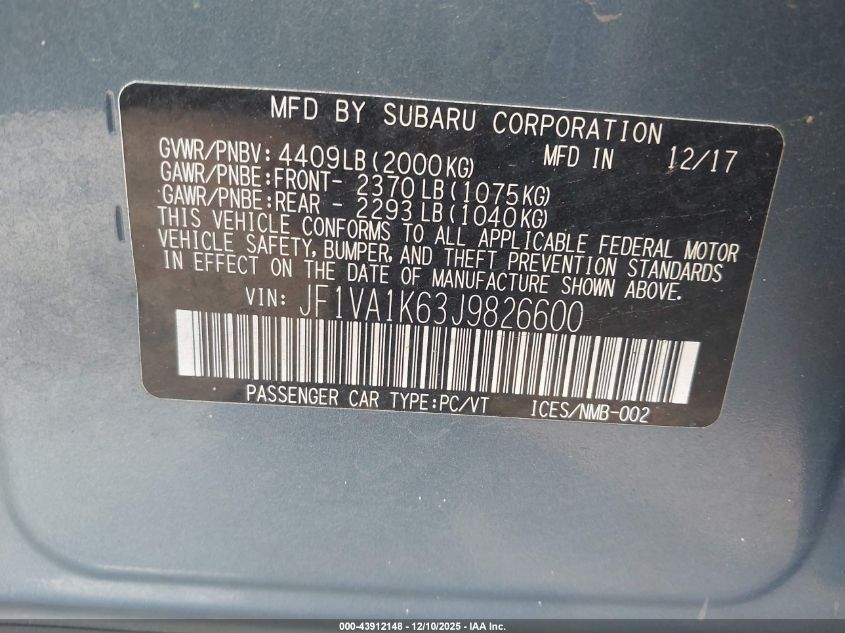 MFD BY SUBARU CORPORATION
GVWR/PNBV: 4409LB(2000KG) MFD IN 12/17
GAWR/PNBE:FRONT- 2370LB(1075KG)
GAWR/PNBE:REAR - 2293LB(1040KG)
THIS VEHICLE CONFORMS TO ALL APPLICABLE FEDERAL MOTOR
VEHICLE SAFETY, BUMPER, AND THEFT PREVENTION STANDARDS
IN EFFECT ON THE DATE OF MANUFACTURE SHOWN ABOVE.
VIN: JF1VA1K63J9826600
PASSENGER CAR TYPE:PC/VT ICES/NMB-002
000-43912148 - 12/10/2025 - IAA Inc.